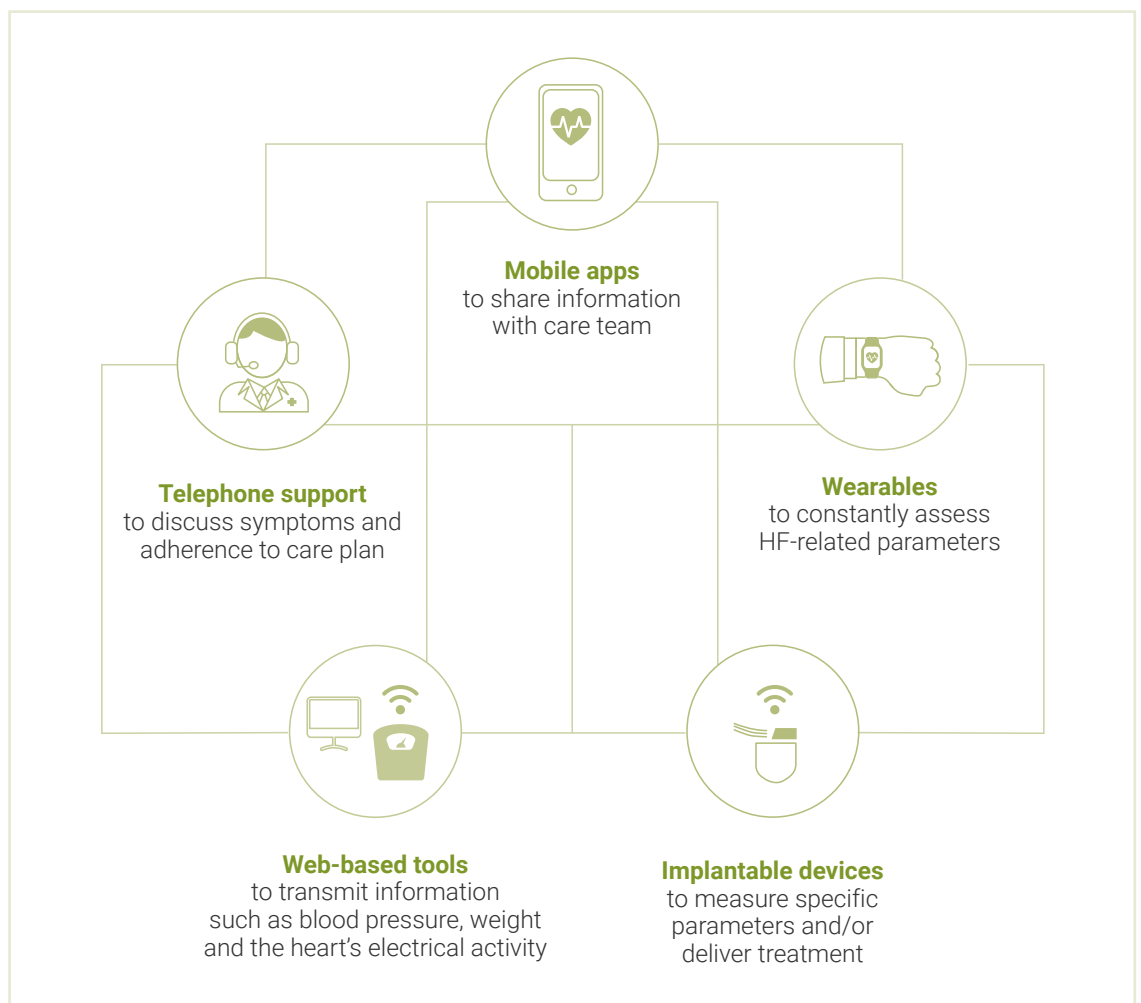 Mobile apps
to share information
with care team
Telephone support
to discuss symptoms and
adherence to care plan
Wearables
to constantly assess
HF-related parameters
Web-based tools
to transmit information
such as blood pressure, weight
and the heart’s electrical activity
Implantable devices
to measure specific
parameters and/or
deliver treatment